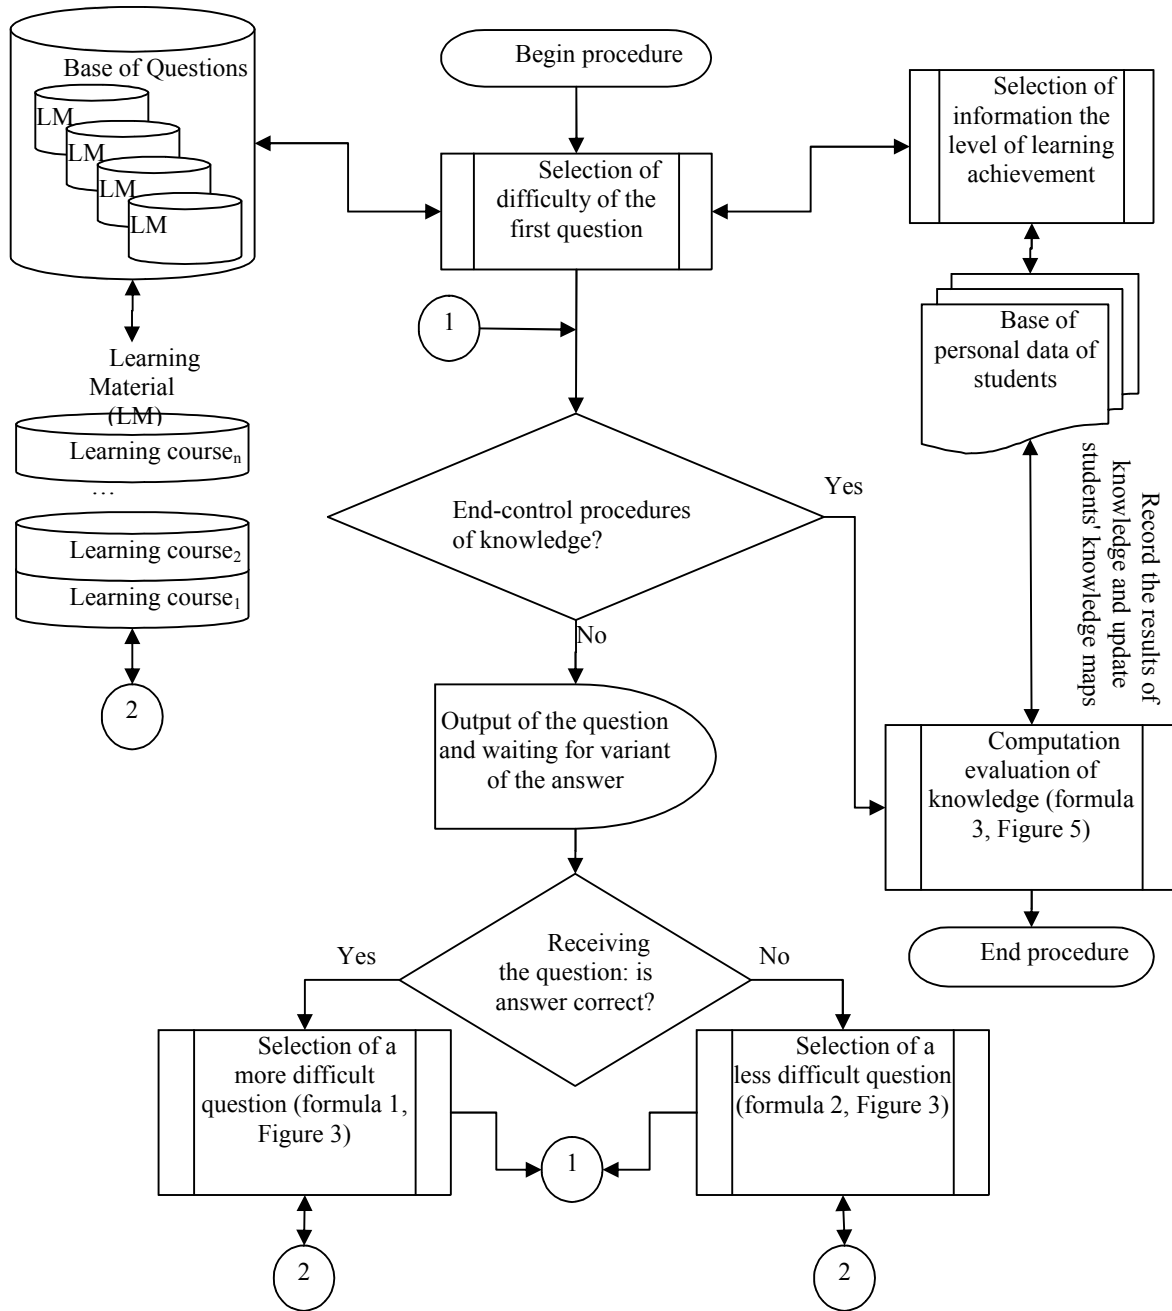 Base of Questions
LM
LM
LM
LM
Begin procedure
Selection of
information the
level of learning
achievement
Selection of
difficulty of the
first question
1
Base of
personal data of
students
Learning
Material
(LM)
Learning course n
…
Learning course 2
Learning course 1
2
End-control procedures
of knowledge?
Yes
No
Record the results of
knowledge and update
students' knowledge maps
Output of the question
and waiting for variant
of the answer
Computation
evaluation of
knowledge (formula
3, Figure 5)
End procedure
Receiving
the question: is
answer correct?
Yes
No
Selection of a
more difficult
question (formula 1,
Figure 3)
Selection of a
less difficult question
(formula 2, Figure 3)
1
2
2